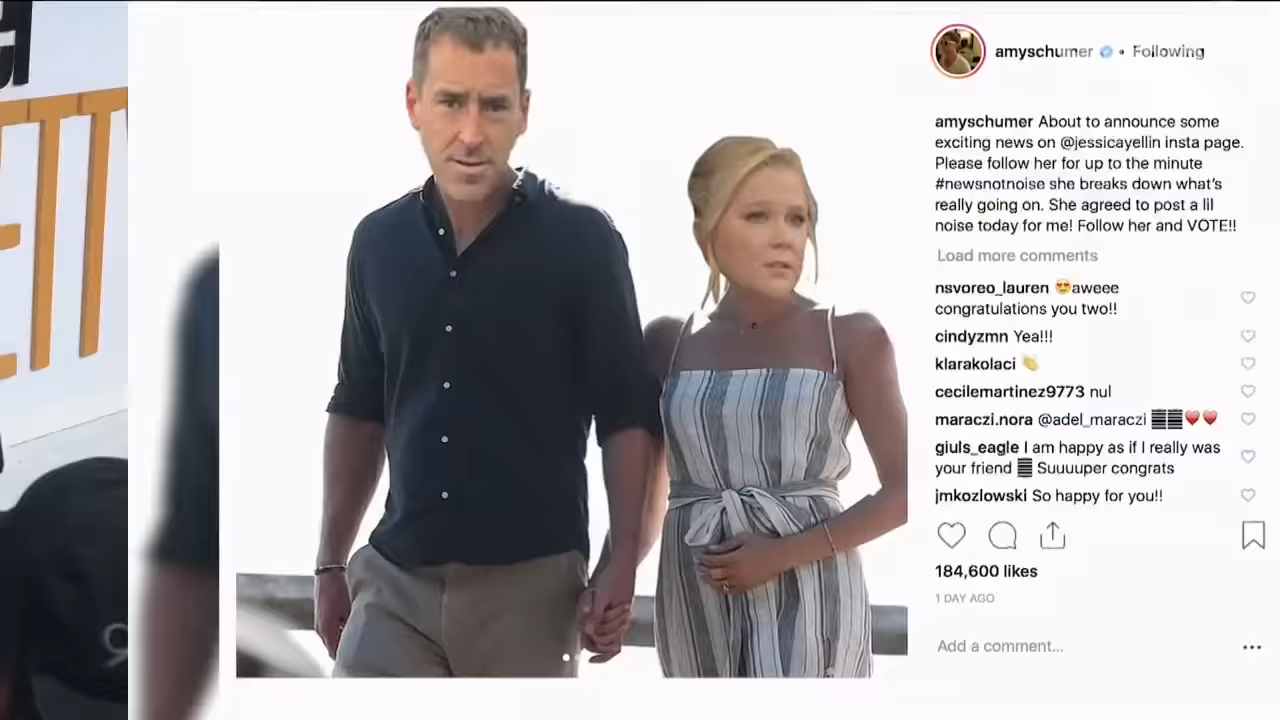 amyschumer • Following
amyschumer About to announce some
exciting news on @jessicayellin insta page.
Please follow her for up to the minute
#newsnotnoise she breaks down what's
really going on. She agreed to post a lil
noise today for me! Follow her and VOTE!!
Load more comments
nsvoreo_lauren 😍aweee
congratulations you two!!
cindyzmn Yea!!!
klarakolaci 👏
cecilemartinez9773 nul
maraczi.nora @adel_maraczi ♥️♥️
giuls_eagle I am happy as if I really was
your friend Suuuuper congrats
jmkozlowski So happy for you!!
184,600 likes
1 DAY AGO
Add a comment...